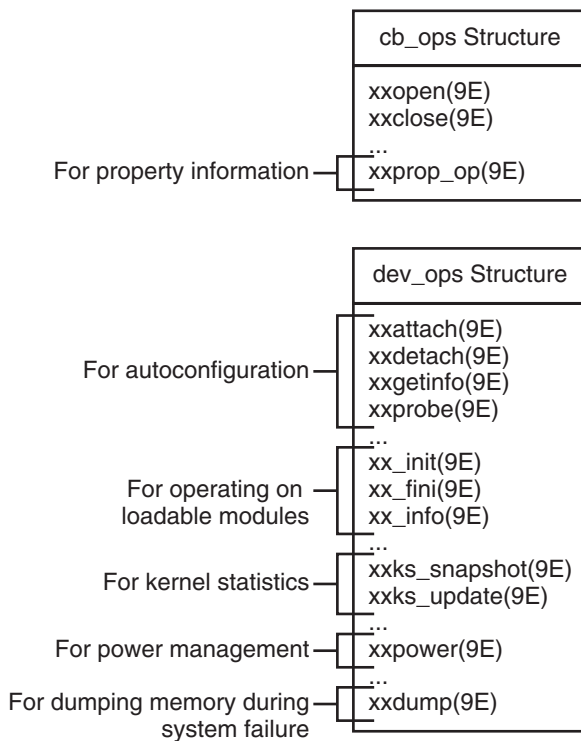 cb_ops Structure
xxopen(9E)
xxclose(9E)
...
For property information
xxprop_op(9E)
dev_ops Structure
For autoconfiguration
xxattach(9E)
xxdetach(9E)
xxgetinfo(9E)
xxprobe(9E)
...
For operating on
loadable modules
xx_init(9E)
xx_fini(9E)
xx_info(9E)
...
For kernel statistics
xxks_snapshot(9E)
xxks_update(9E)
...
For power management
xxpower(9E)
...
For dumping memory during
system failure
xxdump(9E)